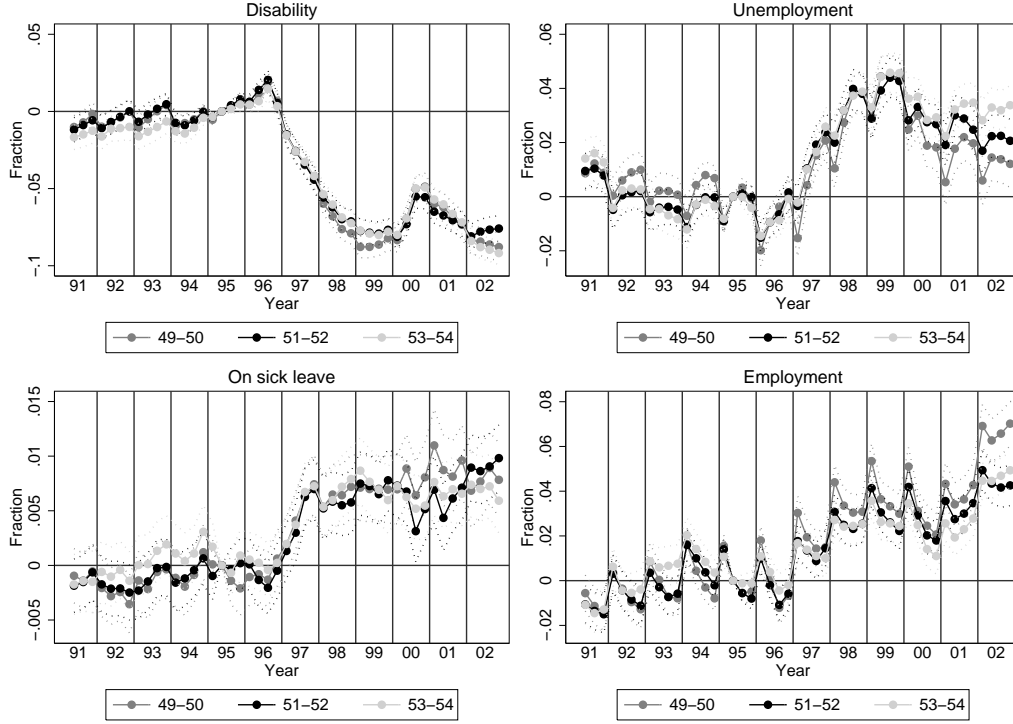 Disability
.05
0
−.05
−.1
Fraction
91 92 93 94 95 96 97 98 99 00 01 02
Year
49−50 51−52 53−54
Unemployment
.06
.04
.02
0
−.02
Fraction
91 92 93 94 95 96 97 98 99 00 01 02
Year
49−50 51−52 53−54
On sick leave
.015
.01
.005
0
−.005
Fraction
91 92 93 94 95 96 97 98 99 00 01 02
Year
49−50 51−52 53−54
Employment
.08
.06
.04
.02
0
−.02
Fraction
91 92 93 94 95 96 97 98 99 00 01 02
Year
49−50 51−52 53−54